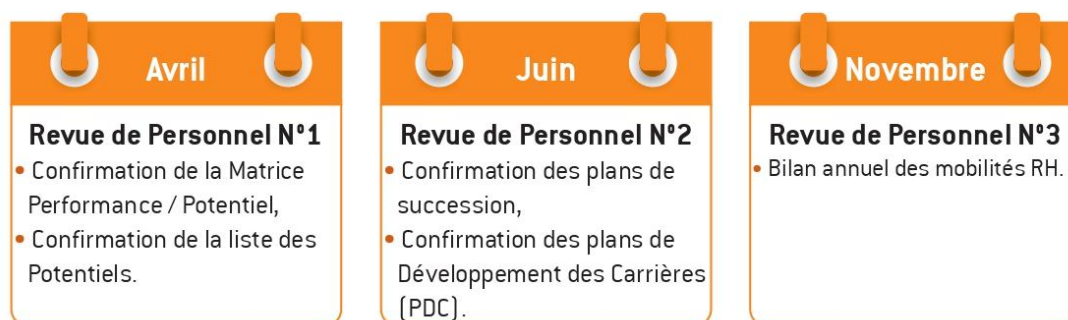 Avril
Revue de Personnel N°1
• Confirmation de la Matrice
Performance / Potentiel,
• Confirmation de la liste des
Potentiels.
Juin
Revue de Personnel N°2
• Confirmation des plans de
succession,
• Confirmation des plans de
Développement des Carrières
(PDC).
Novembre
Revue de Personnel N°3
• Bilan annuel des mobilités RH.